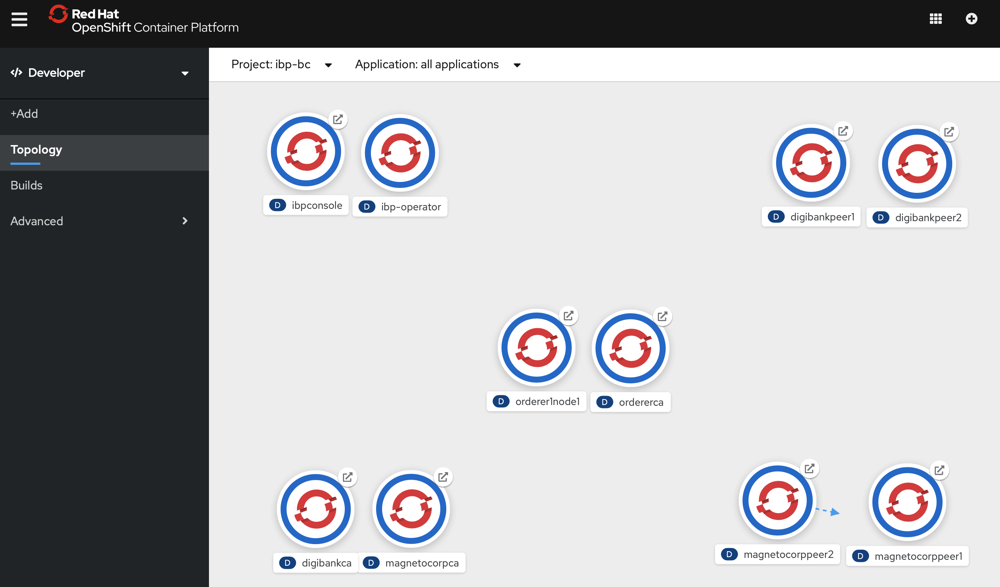 Red Hat
OpenShift Container Platform
Developer
Project: ibp-bc
Application: all applications
+Add
Topology
Builds
Advanced
D ibpconsole
D ibp-operator
D digibankpeer1
D digibankpeer2
D orderer1node1
D ordererca
D digibankca
D magnetocorpca
D magnetocorppeer2
D magnetocorppeer1